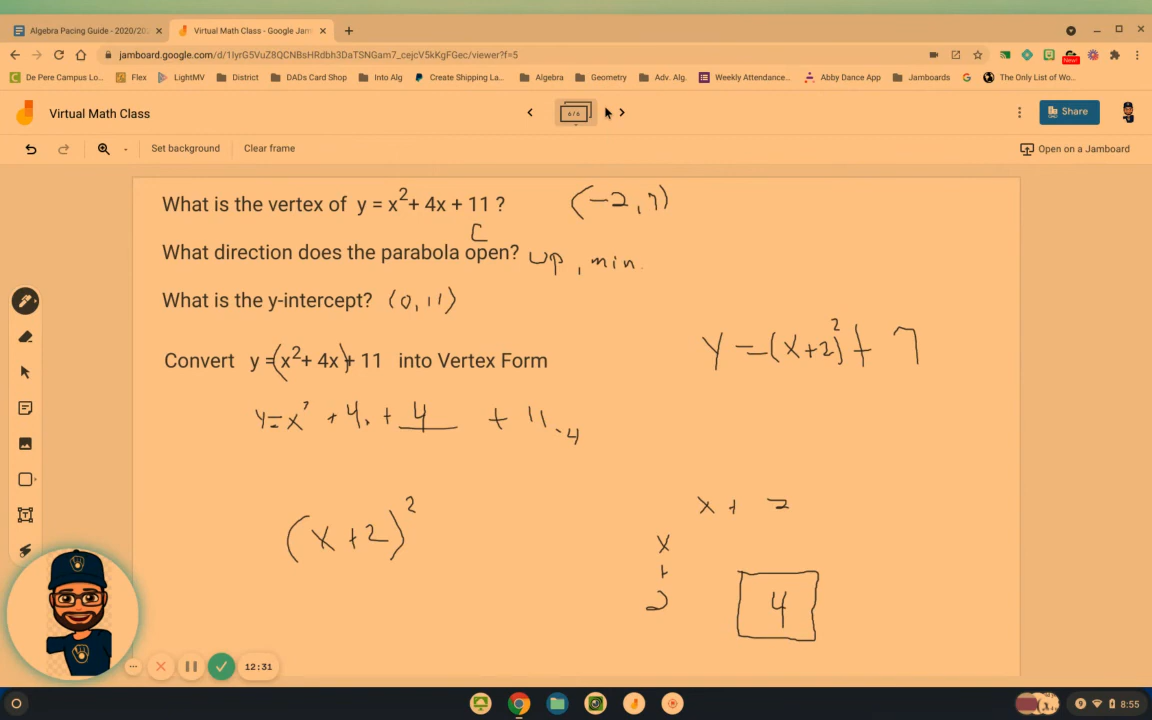 Algebra Pacing Guide - 2020/20 × Virtual Math Class - Google Jam × +
jamboard.google.com/d/1IyrG5VuZ8QCNBsHRdbh3DaTSNGam7_cejcV5kKgFGec/viewer?f=5
De Pere Campus Lo... Flex LightMV District DADs Card Shop Into Alg Create Shipping La... Algebra Geometry Adv. Alg. Weekly Attendance... Abby Dance App Jamboards The Only List of Wo...
New!
Virtual Math Class 6 / 6 Share
Set background Clear frame Open on a Jamboard
What is the vertex of y = x²+ 4x + 11 ? (-2, 7)
C
What direction does the parabola open? up, min.
What is the y-intercept? (0, 11)
y = (x+2)² + 7
Convert y =(x²+ 4x)+ 11 into Vertex Form
y = x² + 4x + 4 + 11 -4
x + 2
(x+2)²
x
+
2
4
12:31
9 8:55